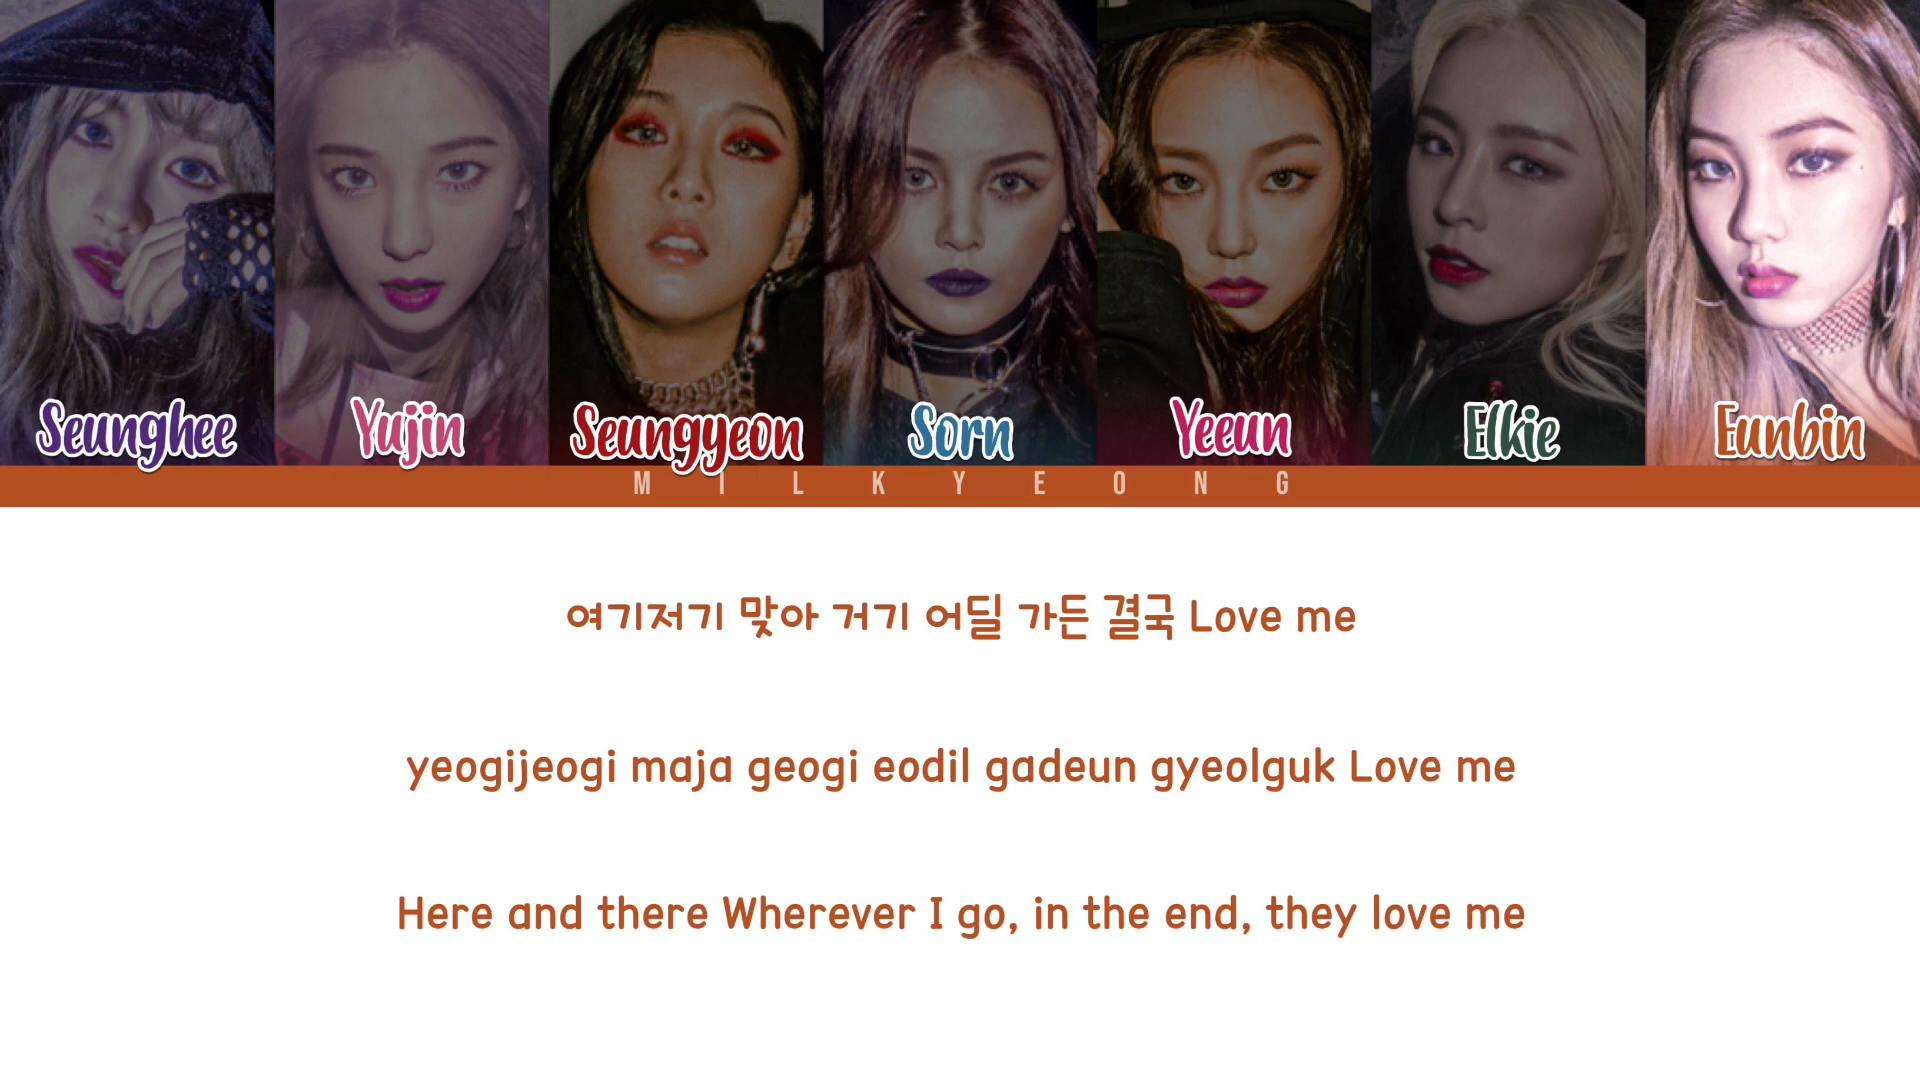 Seunghee Yujin Seungyeon Sorn Yeeun Elkie Eunbin
MILKYEONG
여기저기 맞아 거기 어딜 가든 결국 Love me
yeogijeogi maja geogi eodil gadeun gyeolguk Love me
Here and there Wherever I go, in the end, they love me